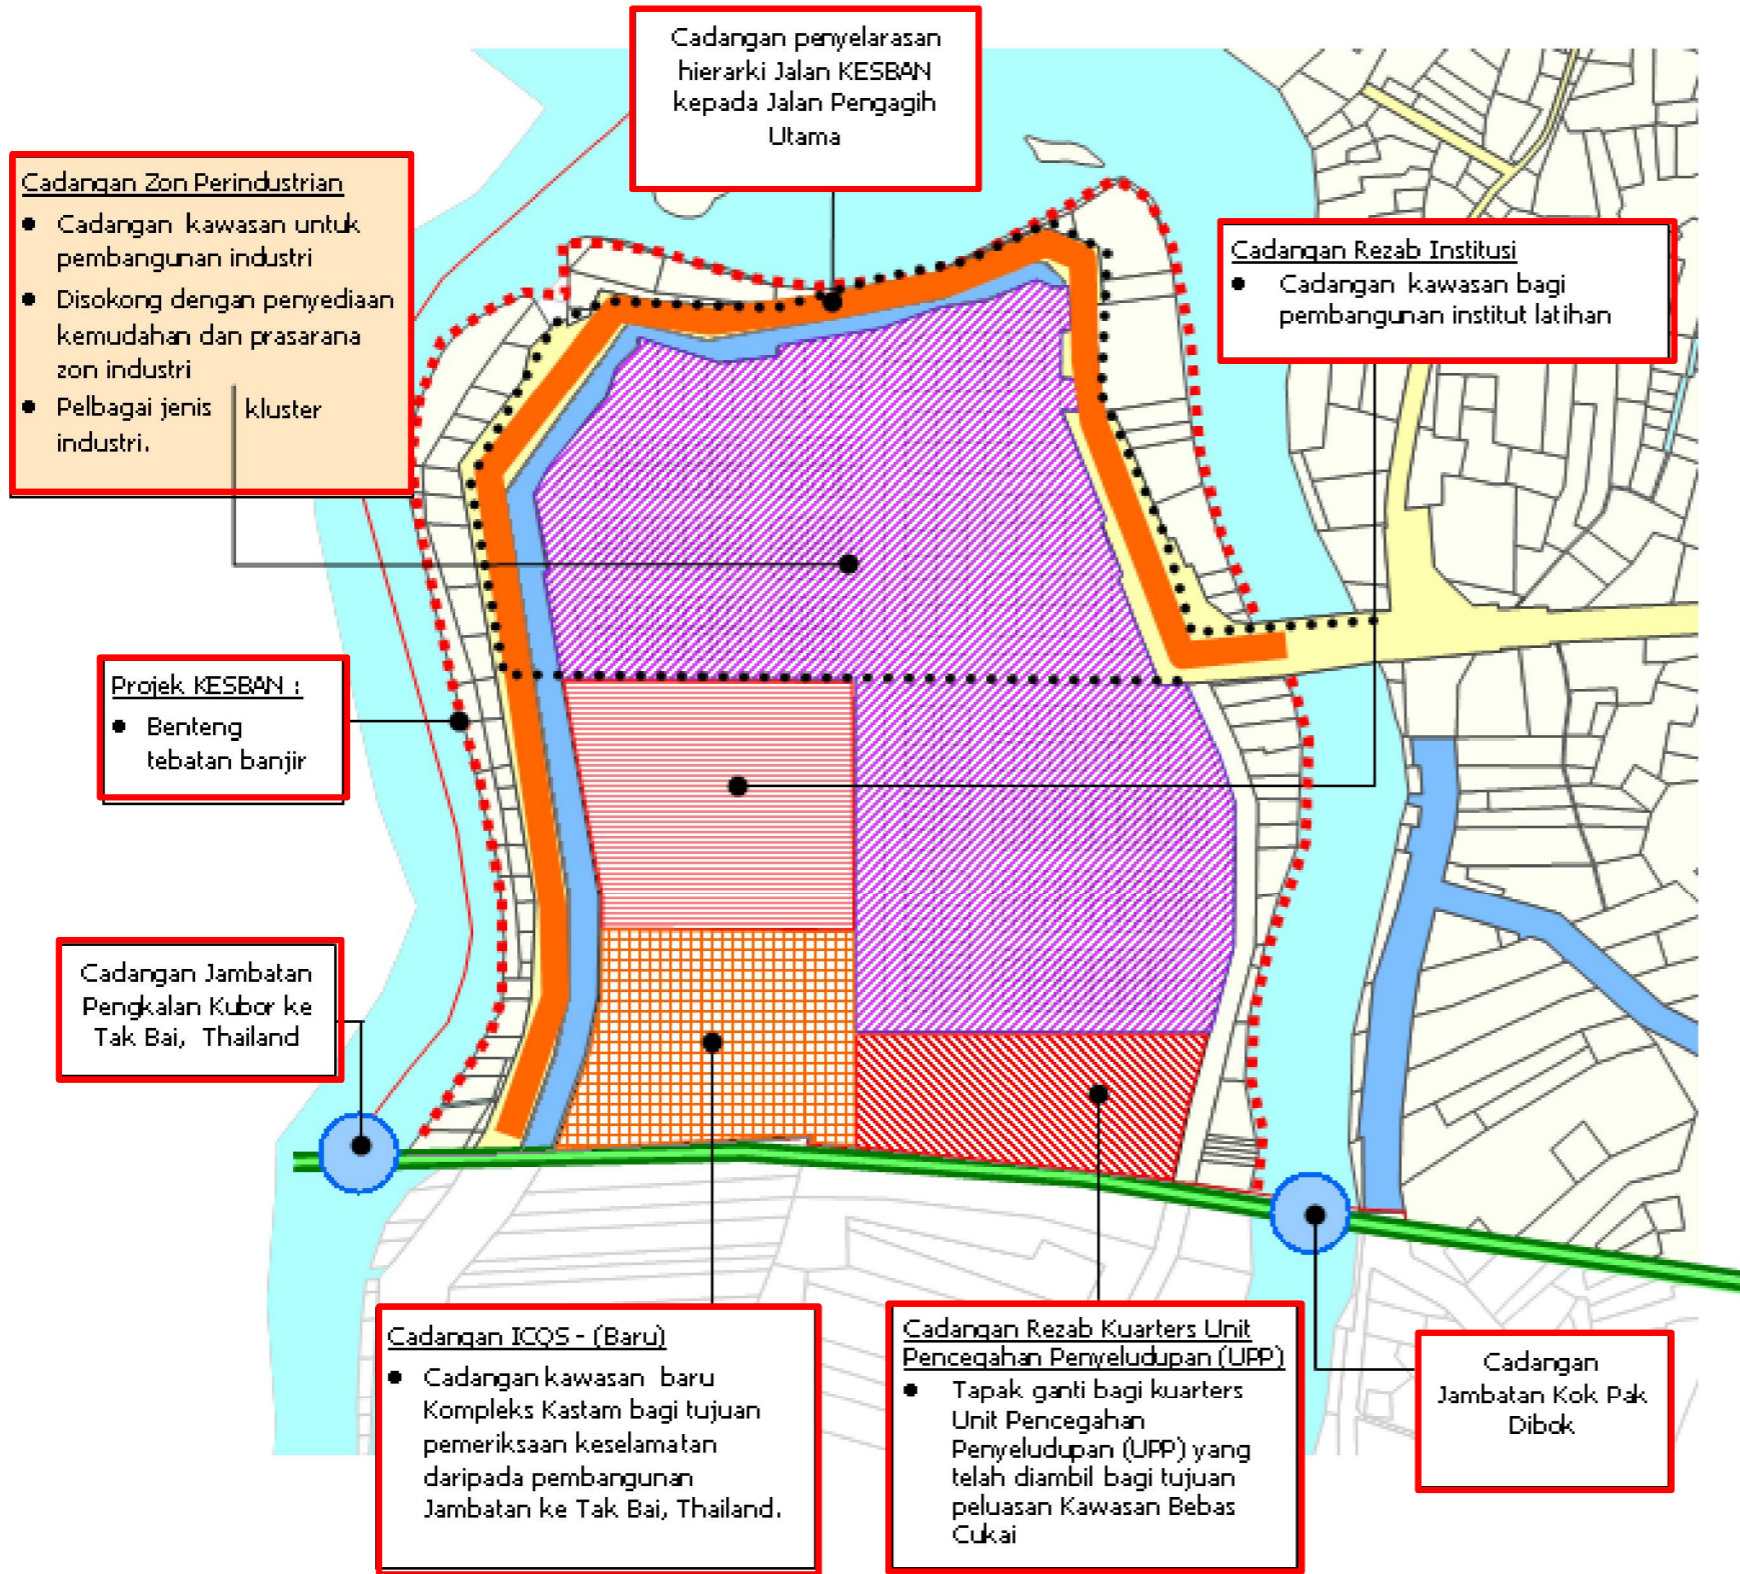 Cadangan penyelarasan
hierarki Jalan KESBAN
kepada Jalan Pengagih
Utama
Cadangan Zon Perindustrian
● Cadangan kawasan untuk
pembangunan industri
● Disokong dengan penyediaan
kemudahan dan prasarana
zon industri
● Pelbagai jenis kluster
industri.
Cadangan Rezab Institusi
● Cadangan kawasan bagi
pembangunan institut latihan
Projek KESBAN :
● Benteng
tebatan banjir
Cadangan Jambatan
Pengkalan Kubor ke
Tak Bai, Thailand
Cadangan ICQS - (Baru)
● Cadangan kawasan baru
Kompleks Kastam bagi tujuan
pemeriksaan keselamatan
daripada pembangunan
Jambatan ke Tak Bai, Thailand.
Cadangan Rezab Kuarters Unit
Pencegahan Penyeludupan (UPP)
● Tapak ganti bagi kuarters
Unit Pencegahan
Penyeludupan (UPP) yang
telah diambil bagi tujuan
peluasan Kawasan Bebas
Cukai
Cadangan
Jambatan Kok Pak
Dibok